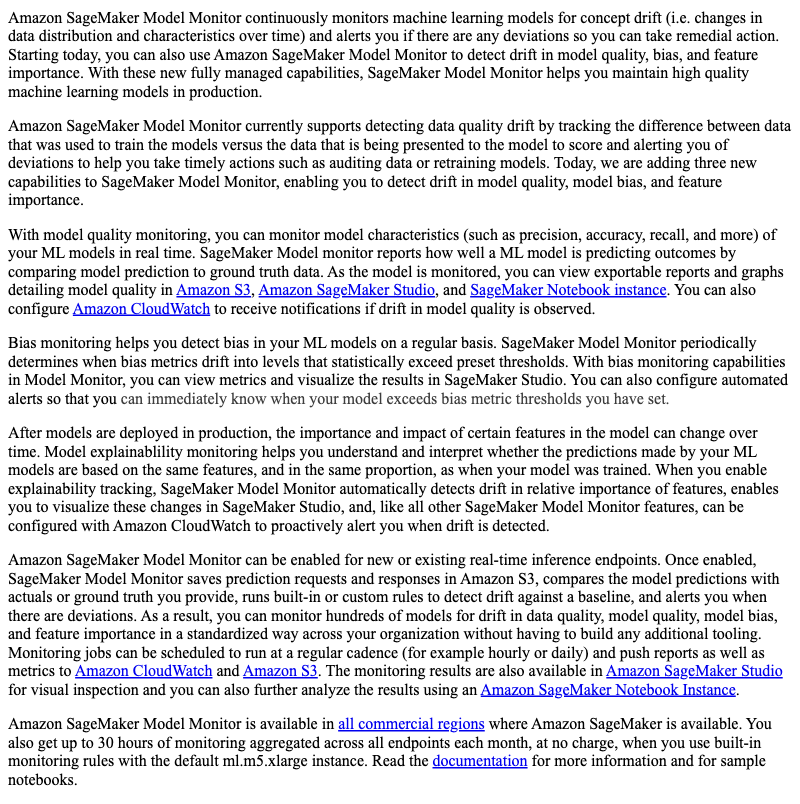 Amazon SageMaker Model Monitor continuously monitors machine learning models for concept drift (i.e. changes in
data distribution and characteristics over time) and alerts you if there are any deviations so you can take remedial action.
Starting today, you can also use Amazon SageMaker Model Monitor to detect drift in model quality, bias, and feature
importance. With these new fully managed capabilities, SageMaker Model Monitor helps you maintain high quality
machine learning models in production.
Amazon SageMaker Model Monitor currently supports detecting data quality drift by tracking the difference between data
that was used to train the models versus the data that is being presented to the model to score and alerting you of
deviations to help you take timely actions such as auditing data or retraining models. Today, we are adding three new
capabilities to SageMaker Model Monitor, enabling you to detect drift in model quality, model bias, and feature
importance.
With model quality monitoring, you can monitor model characteristics (such as precision, accuracy, recall, and more) of
your ML models in real time. SageMaker Model monitor reports how well a ML model is predicting outcomes by
comparing model prediction to ground truth data. As the model is monitored, you can view exportable reports and graphs
detailing model quality in Amazon S3, Amazon SageMaker Studio, and SageMaker Notebook instance. You can also
configure Amazon CloudWatch to receive notifications if drift in model quality is observed.
Bias monitoring helps you detect bias in your ML models on a regular basis. SageMaker Model Monitor periodically
determines when bias metrics drift into levels that statistically exceed preset thresholds. With bias monitoring capabilities
in Model Monitor, you can view metrics and visualize the results in SageMaker Studio. You can also configure automated
alerts so that you can immediately know when your model exceeds bias metric thresholds you have set.
After models are deployed in production, the importance and impact of certain features in the model can change over
time. Model explainablility monitoring helps you understand and interpret whether the predictions made by your ML
models are based on the same features, and in the same proportion, as when your model was trained. When you enable
explainability tracking, SageMaker Model Monitor automatically detects drift in relative importance of features, enables
you to visualize these changes in SageMaker Studio, and, like all other SageMaker Model Monitor features, can be
configured with Amazon CloudWatch to proactively alert you when drift is detected.
Amazon SageMaker Model Monitor can be enabled for new or existing real-time inference endpoints. Once enabled,
SageMaker Model Monitor saves prediction requests and responses in Amazon S3, compares the model predictions with
actuals or ground truth you provide, runs built-in or custom rules to detect drift against a baseline, and alerts you when
there are deviations. As a result, you can monitor hundreds of models for drift in data quality, model quality, model bias,
and feature importance in a standardized way across your organization without having to build any additional tooling.
Monitoring jobs can be scheduled to run at a regular cadence (for example hourly or daily) and push reports as well as
metrics to Amazon CloudWatch and Amazon S3. The monitoring results are also available in Amazon SageMaker Studio
for visual inspection and you can also further analyze the results using an Amazon SageMaker Notebook Instance.
Amazon SageMaker Model Monitor is available in all commercial regions where Amazon SageMaker is available. You
also get up to 30 hours of monitoring aggregated across all endpoints each month, at no charge, when you use built-in
monitoring rules with the default ml.m5.xlarge instance. Read the documentation for more information and for sample
notebooks.